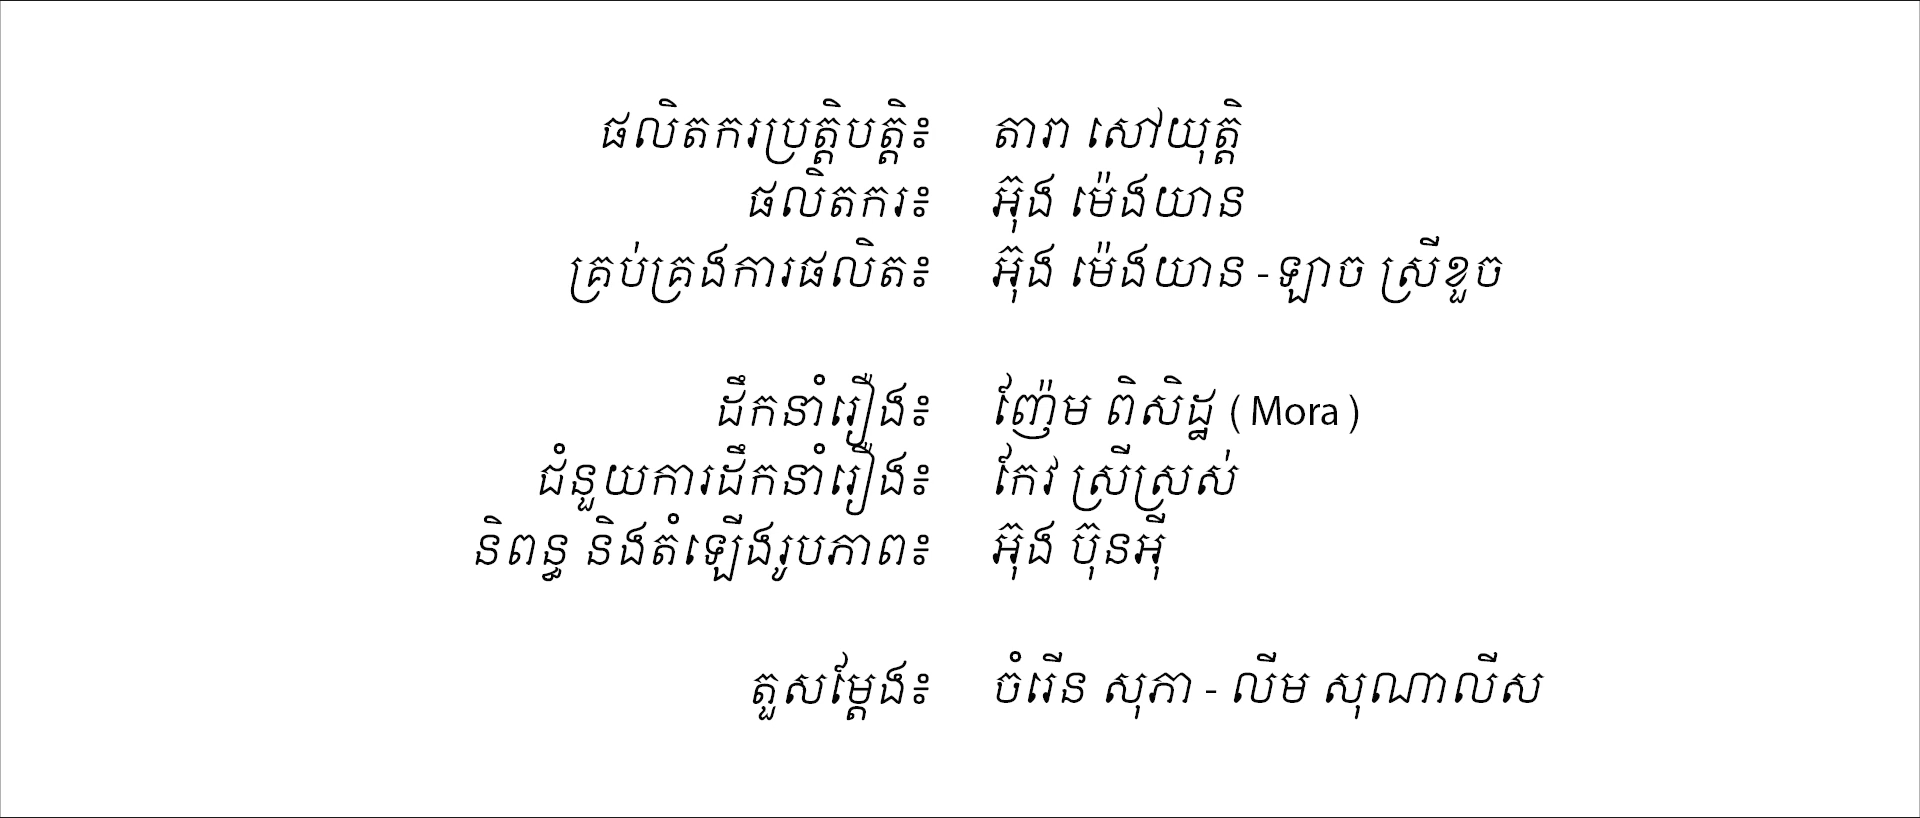 ផលិតករប្រត្តិបត្តិ៖ តារា សៅយុត្តិ
ផលិតករ៖ អ៊ុង ម៉េងយាន
គ្រប់គ្រងការផលិត៖ អ៊ុង ម៉េងយាន - ឡាច ស្រីខួច
ដឹកនាំរឿង៖ ញ៉ែម ពិសិដ្ឋ ( Mora )
ជំនួយការដឹកនាំរឿង៖ កែវ ស្រីស្រស់
និពន្ធ និងតំឡើងរូបភាព៖ អ៊ុង ប៊ុនអ៊ី
តួសម្តែង៖ ចំរើន សុភា - លីម សុណាលីស